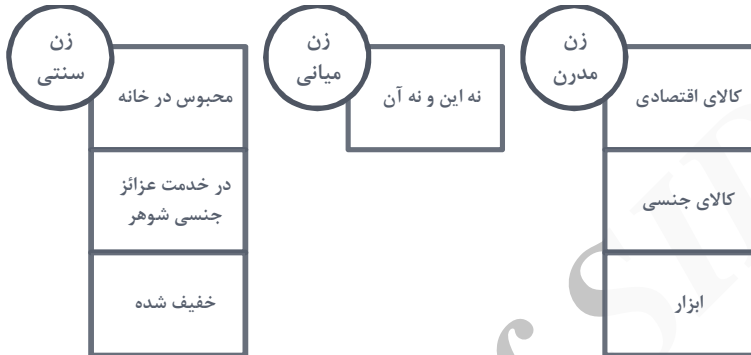 زن
مدرن
کالای اقتصادی
کالای جنسی
ابزار
زن
میانی
نه این و نه آن
زن
سنتی
محبوس در خانه
در خدمت عزائز
جنسی شوهر
خفیف شده